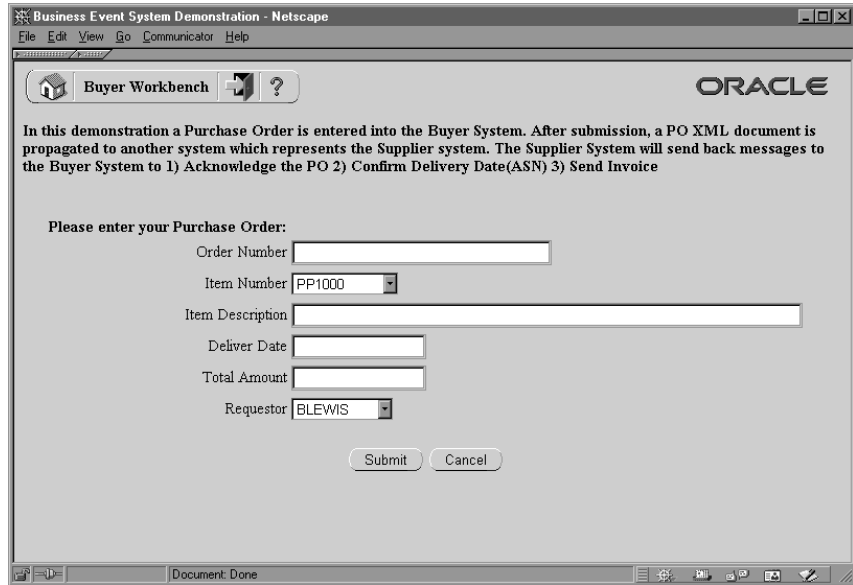 Business Event System Demonstration - Netscape
File Edit View Go Communicator Help
Buyer Workbench ?
ORACLE
In this demonstration a Purchase Order is entered into the Buyer System. After submission, a PO XML document is
propagated to another system which represents the Supplier system. The Supplier System will send back messages to
the Buyer System to 1) Acknowledge the PO 2) Confirm Delivery Date(ASN) 3) Send Invoice
Please enter your Purchase Order:
Order Number
Item Number PP1000
Item Description
Deliver Date
Total Amount
Requestor BLEWIS
Submit Cancel
Document: Done